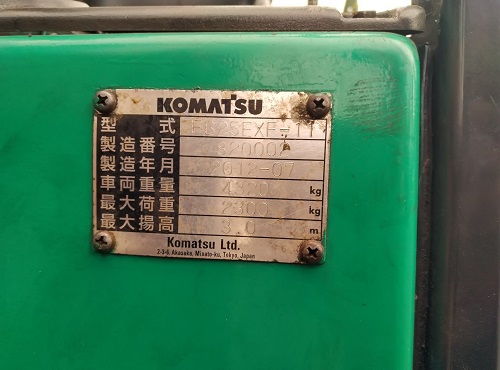 KOMATSU
型式
製造番号 820002
製造年月 2012-07
車両重量 kg
最大荷重 kg
最大揚高 3.0 m
Komatsu Ltd.
2-3-6, Akasaka, Minato-ku, Tokyo, Japan